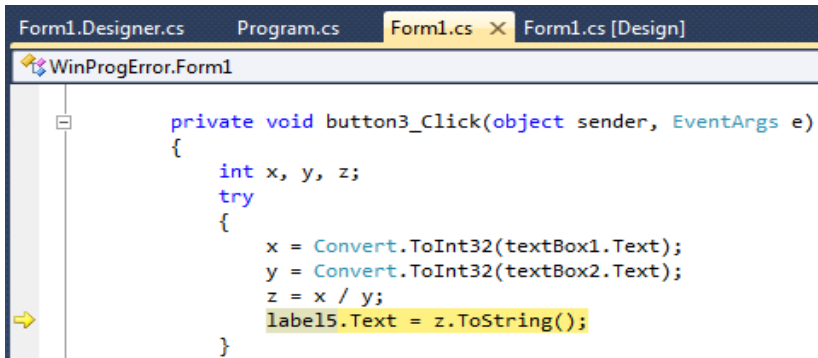 Form1.Designer.cs Program.cs Form1.cs Form1.cs [Design]
WinProgError.Form1
private void button3_Click(object sender, EventArgs e)
{
int x, y, z;
try
{
x = Convert.ToInt32(textBox1.Text);
y = Convert.ToInt32(textBox2.Text);
z = x / y;
label5.Text = z.ToString();
}